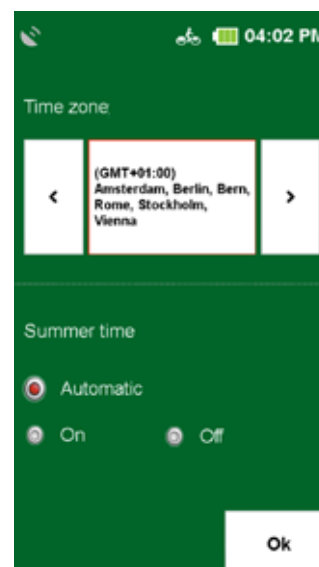 04:02 PM
Time zone
<
(GMT+01:00)
Amsterdam, Berlin, Bern,
Rome, Stockholm,
Vienna
>
Summer time
Automatic
On
Off
Ok